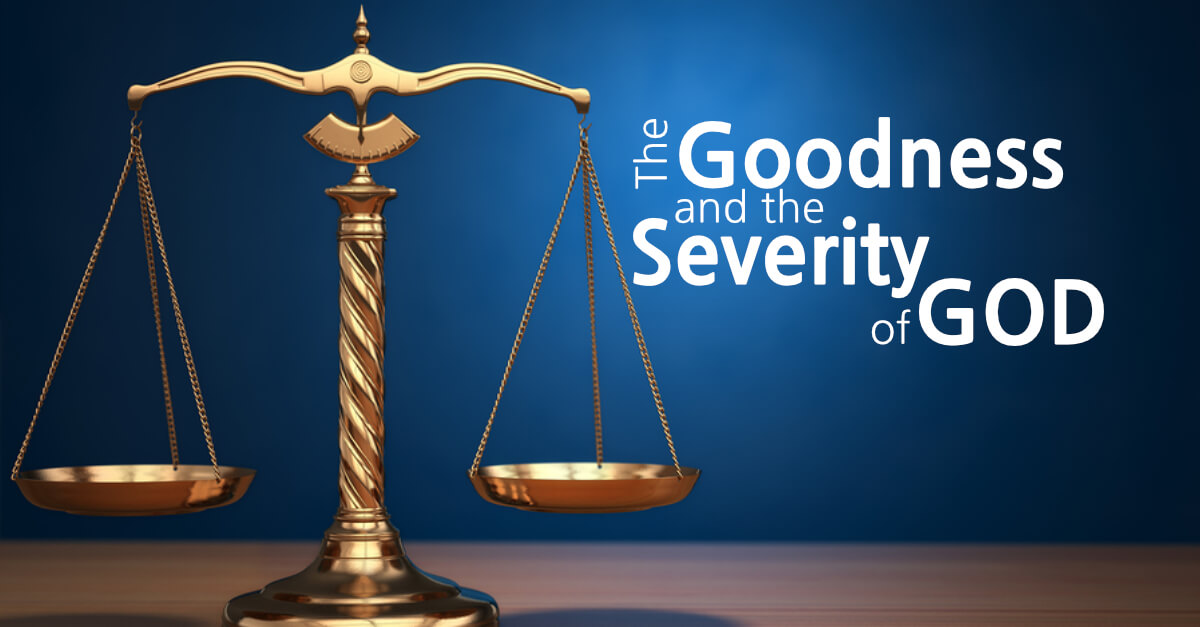 The Goodness
and the
Severity
of GOD